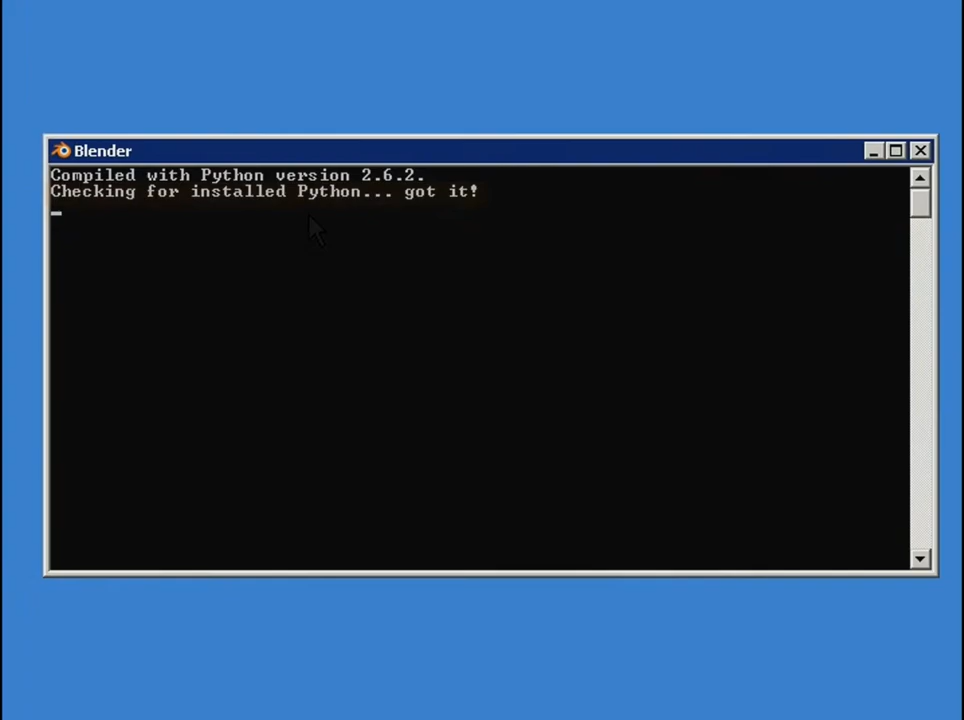 Blender
Compiled with Python version 2.6.2.
Checking for installed Python... got it!